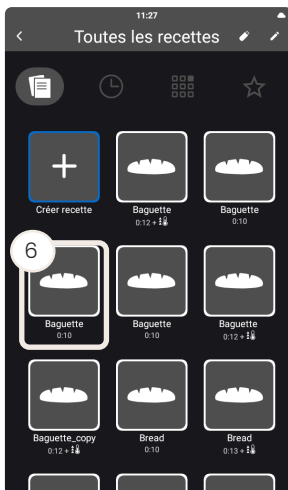 11:27
Toutes les recettes
Créer recette
Baguette
0:12 +
Baguette
0:10
6
Baguette
0:10
Baguette
0:10
Baguette
0:12 +
Baguette_copy
0:12 +
Bread
0:10
Bread
0:13 +